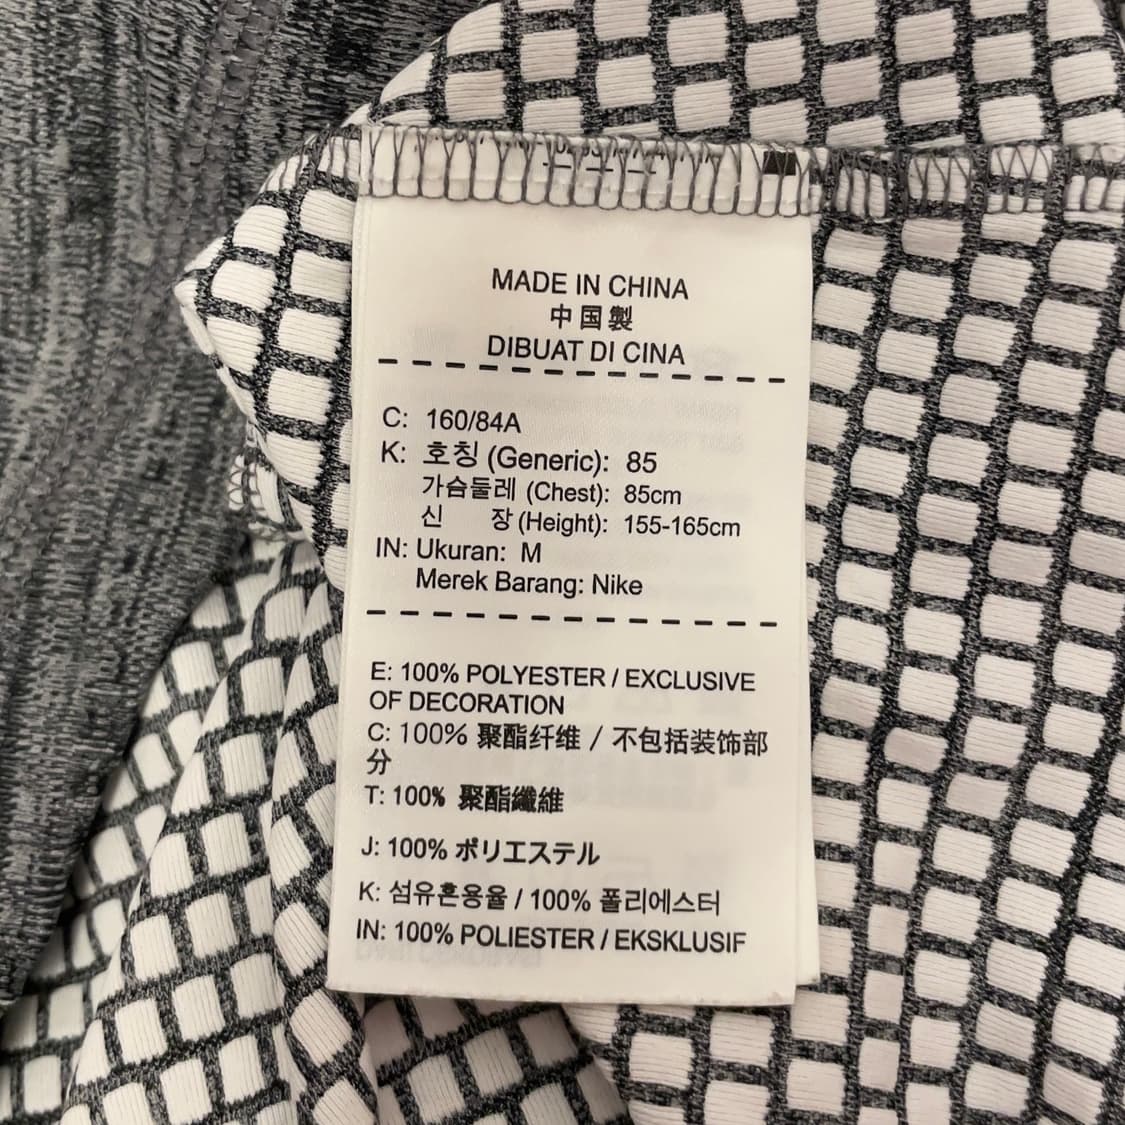 MADE IN CHINA
中国製
DIBUAT DI CINA
C: 160/84A
K: 호칭 (Generic): 85
가슴둘레 (Chest): 85cm
신 장 (Height): 155-165cm
IN: Ukuran: M
Merek Barang: Nike
E: 100% POLYESTER / EXCLUSIVE
OF DECORATION
C: 100% 聚酯纤维 / 不包括装饰部
分
T: 100% 聚酯纖維
J: 100% ポリエステル
K: 섬유혼용율 / 100% 폴리에스터
IN: 100% POLIESTER / EKSKLUSIF